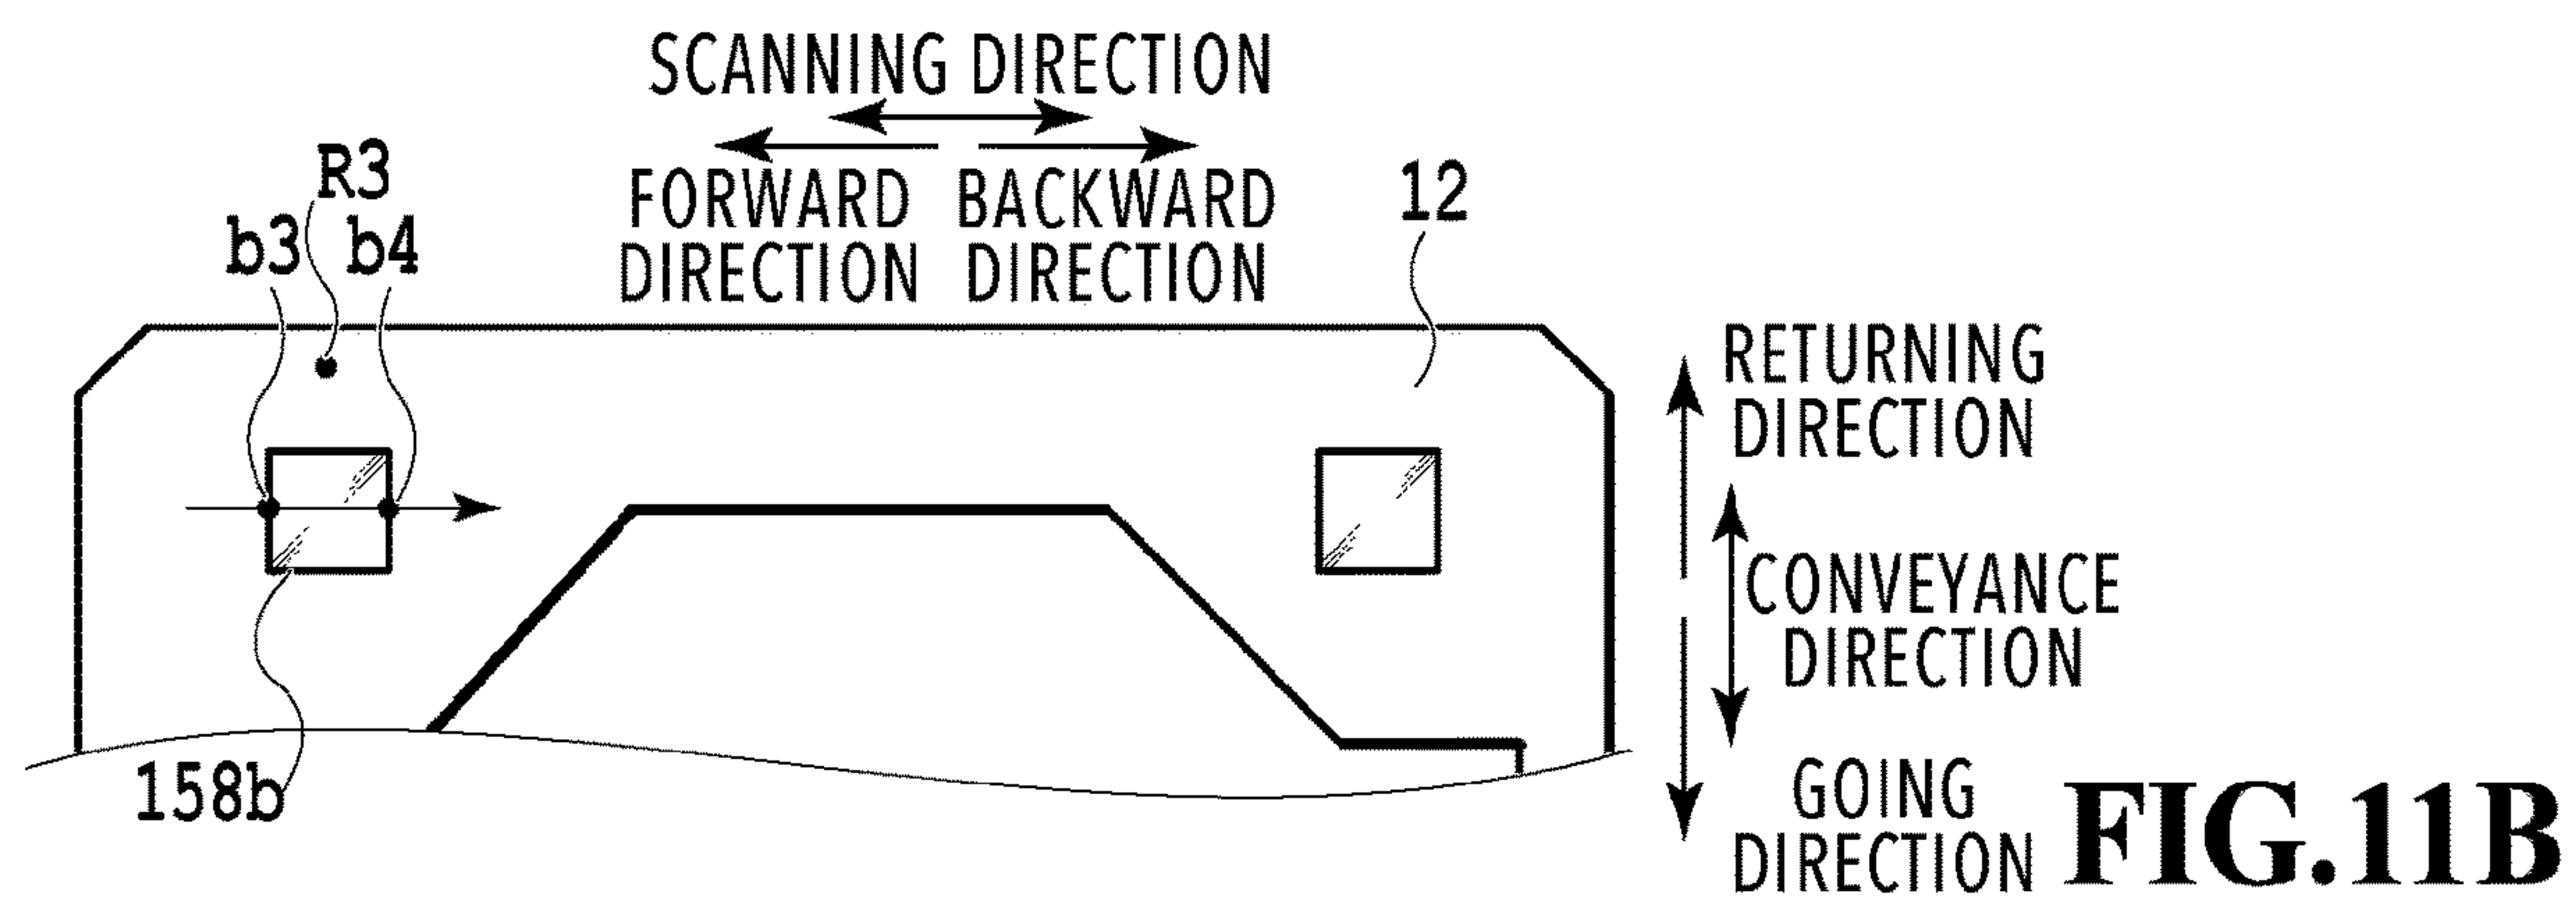 SCANNING DIRECTION
FORWARD DIRECTION
BACKWARD DIRECTION
R3
b3
b4
12
RETURNING
DIRECTION
CONVEYANCE
DIRECTION
GOING
DIRECTION
158b
FIG.11B